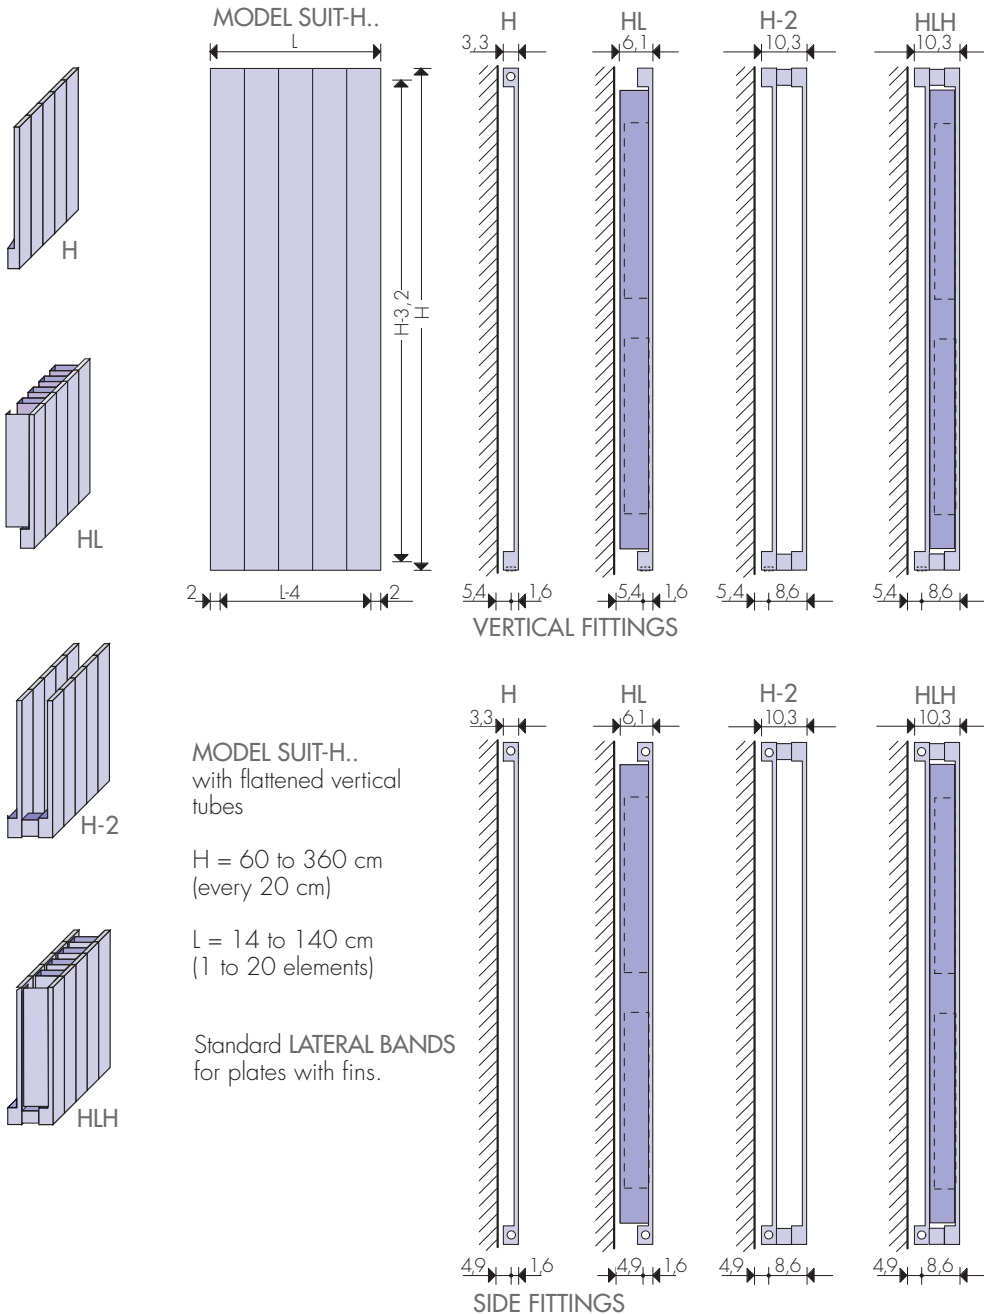 MODEL SUIT-H..
L
H
HL
H-2
HLH
3,3
6,1
10,3
10,3
H
H-3,2
H
HL
2
L-4
2
5,4
1,6
5,4
1,6
5,4
8,6
5,4
8,6
VERTICAL FITTINGS
H
HL
H-2
HLH
3,3
6,1
10,3
10,3
H-2
MODEL SUIT-H..
with flattened vertical
tubes
H = 60 to 360 cm
(every 20 cm)
L = 14 to 140 cm
(1 to 20 elements)
Standard LATERAL BANDS
for plates with fins.
HLH
4,9
1,6
4,9
1,6
4,9
8,6
4,9
8,6
SIDE FITTINGS